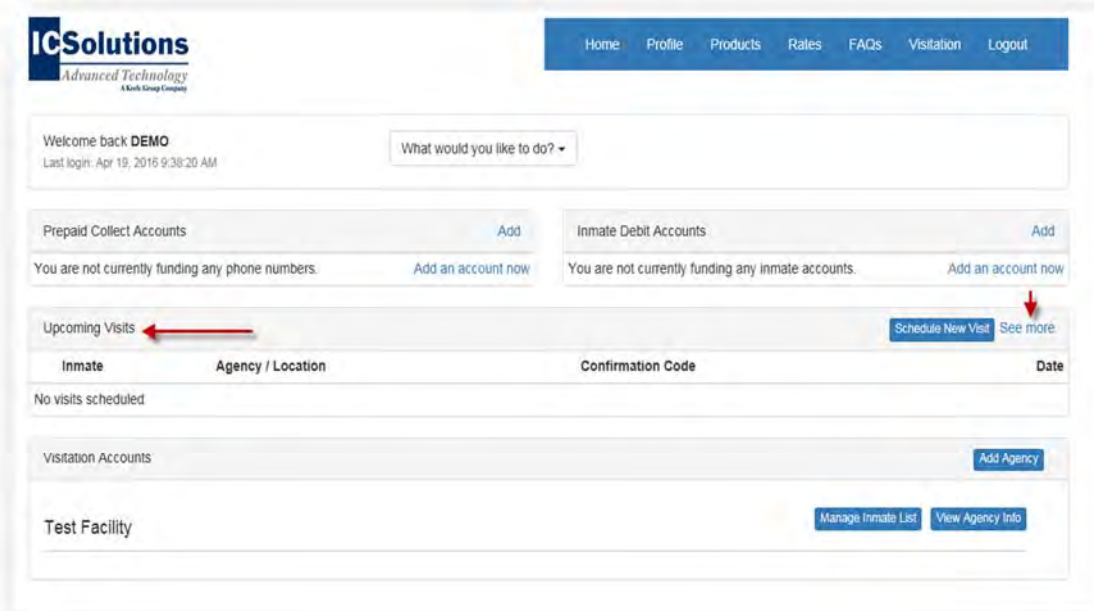 ICSolutions
Advanced Technology
A Keefe Group Company
Home Profile Products Rates FAQs Visitation Logout
Welcome back DEMO
Last login: Apr 19, 2016 9:38:20 AM
What would you like to do?
Prepaid Collect Accounts Add
You are not currently funding any phone numbers. Add an account now
Inmate Debit Accounts Add
You are not currently funding any inmate accounts. Add an account now
Upcoming Visits Schedule New Visit See more
Inmate Agency / Location Confirmation Code Date
No visits scheduled
Visitation Accounts Add Agency
Test Facility Manage Inmate List View Agency Info